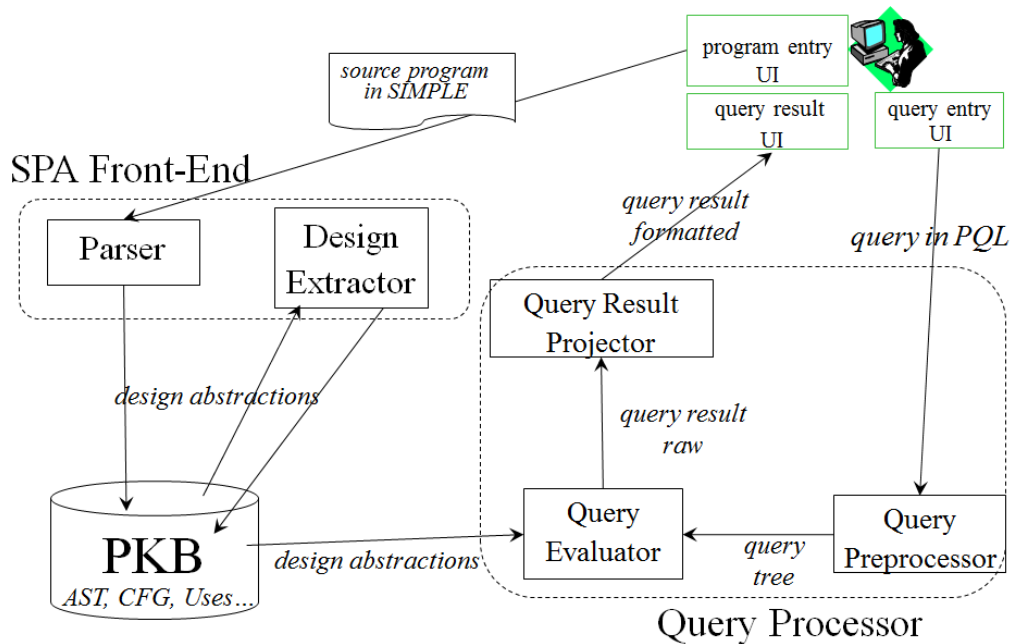 program entry
UI
source program
in SIMPLE
query result
UI
query entry
UI
SPA Front-End
Parser
Design
Extractor
query result
formatted
query in PQL
Query Result
Projector
design abstractions
query result
raw
PKB
AST, CFG, Uses…
design abstractions
Query
Evaluator
query
tree
Query
Preprocessor
Query Processor